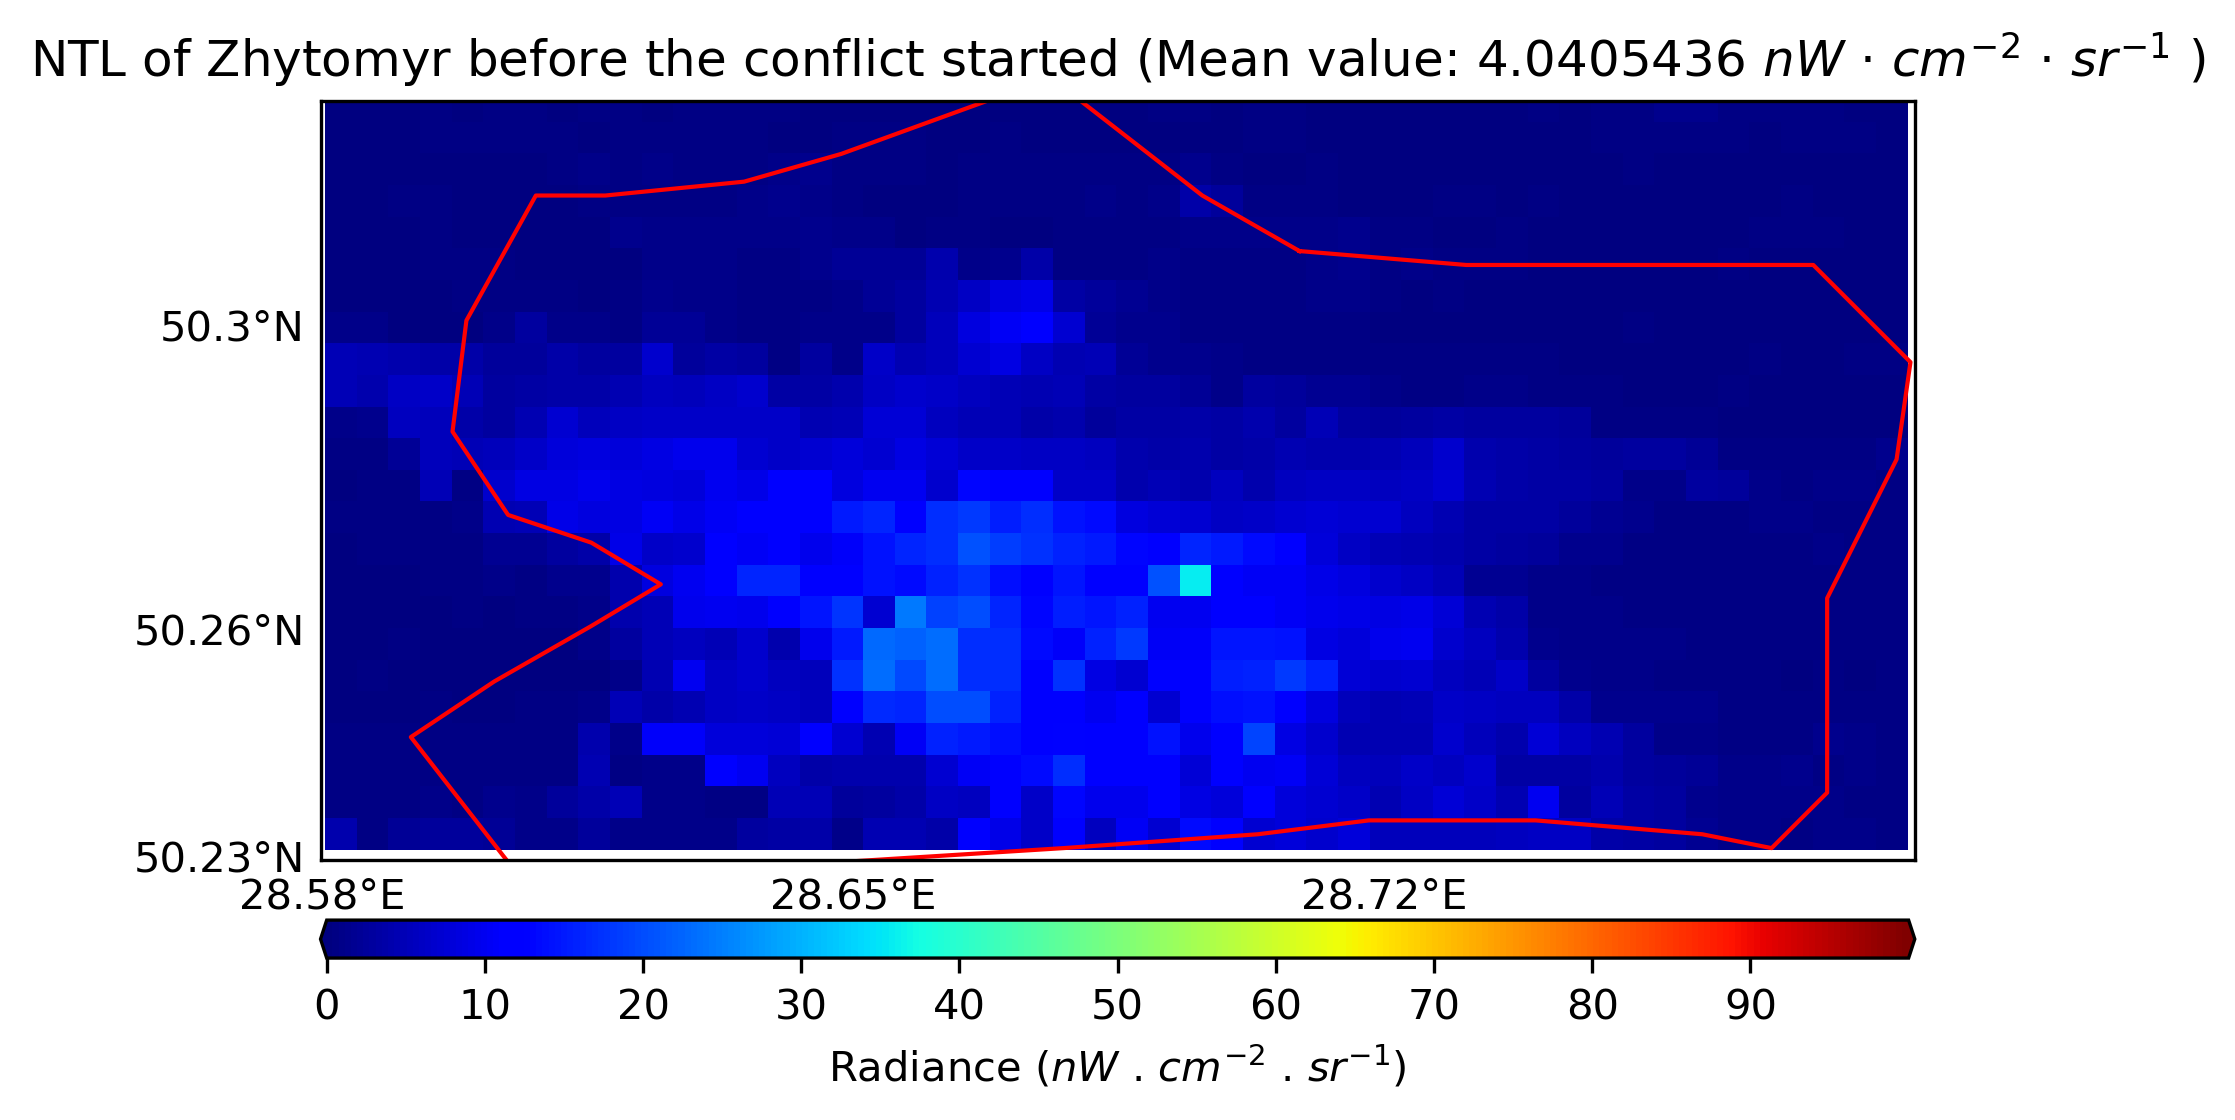 NTL of Zhytomyr before the conflict started (Mean value: 4.0405436 nW · cm⁻² · sr⁻¹ )
50.3°N
50.26°N
50.23°N
28.58°E 28.65°E 28.72°E
0 10 20 30 40 50 60 70 80 90
Radiance (nW . cm⁻² . sr⁻¹)